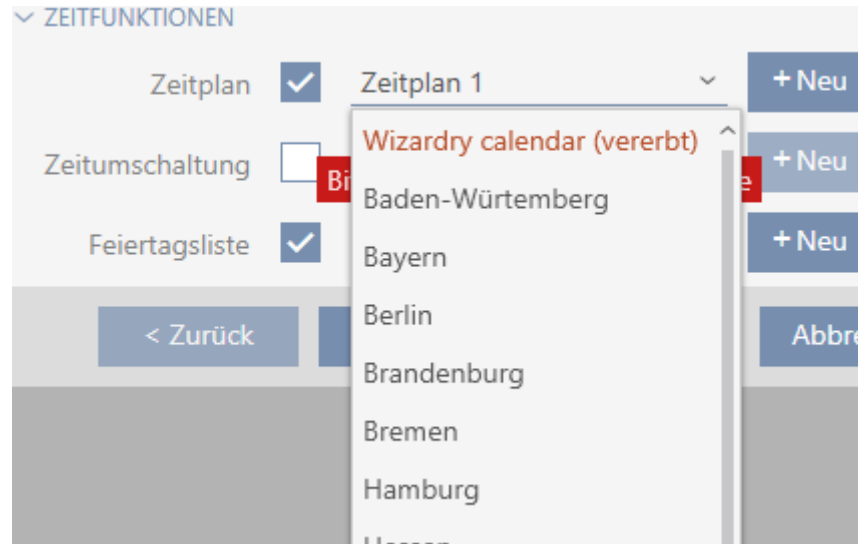 ZEITFUNKTIONEN
Zeitplan Zeitplan 1 + Neu
Wizardry calendar (vererbt)
Zeitumschaltung + Neu
Baden-Würtemberg
Feiertagsliste + Neu
Bayern
Berlin
< Zurück
Brandenburg
Bremen
Hamburg